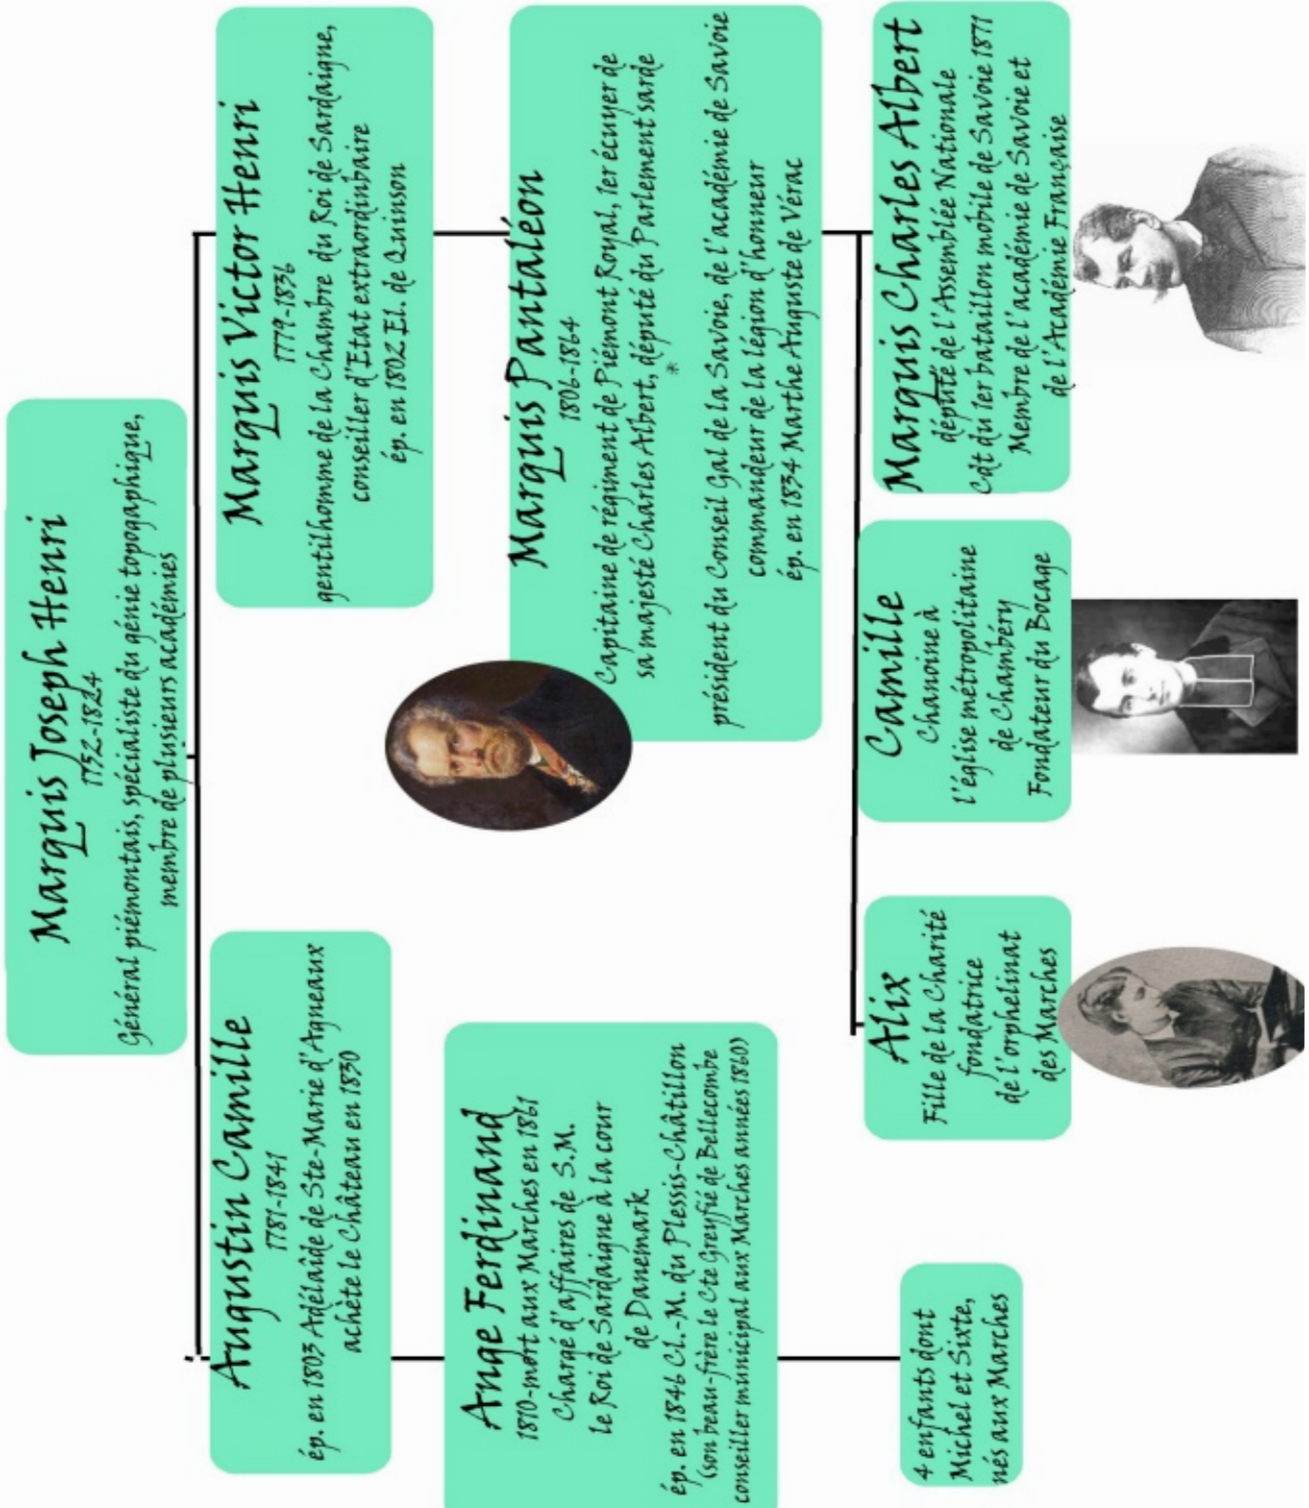 Marquis Joseph Henri
1752-1824
Général piémontais, spécialiste du génie topogaphique,
membre de plusieurs académies
Augustin Camille
1781-1841
ép. en 1803 Adélaïde de Ste-Marie d'Agneaux
achète le Château en 1830
Marquis Victor Henri
1779-1836
gentilhomme de la Chambre du Roi de Sardaigne,
conseiller d'Etat extraordinbaire
ép. en 1802 El. de Quinson
Ange Ferdinand
1810-mort aux Marches en 1861
Chargé d'affaires de S.M.
le Roi de Sardaigne à la cour
de Danemark
ép. en 1846 Cl.-M. du Plessis-Châtillon
(son beau-frère le Cte Greyfié de Bellecombe
conseiller municipal aux Marches années 1860)
Marquis Pantaléon
1806-1864
Capitaine de régiment de Piémont Royal, 1er écuyer de
sa majesté Charles Albert, député du Parlement sarde
*
président du Conseil Gal de la Savoie, de l'académie de Savoie
commandeur de la légion d'honneur
ép. en 1834 Marthe Auguste de Vérac
4 enfants dont
Michel et Sixte,
nés aux Marches
Alix
Fille de la Charité
fondatrice
de l'orphelinat
des Marches
Camille
Chanoine à
l'église métropolitaine
de Chambéry
Fondateur du Bocage
Marquis Charles Albert
député de l'Assemblée Nationale
Cdt du 1er bataillon mobile de Savoie 1871
Membre de l'académie de Savoie et
de l'Académie Française